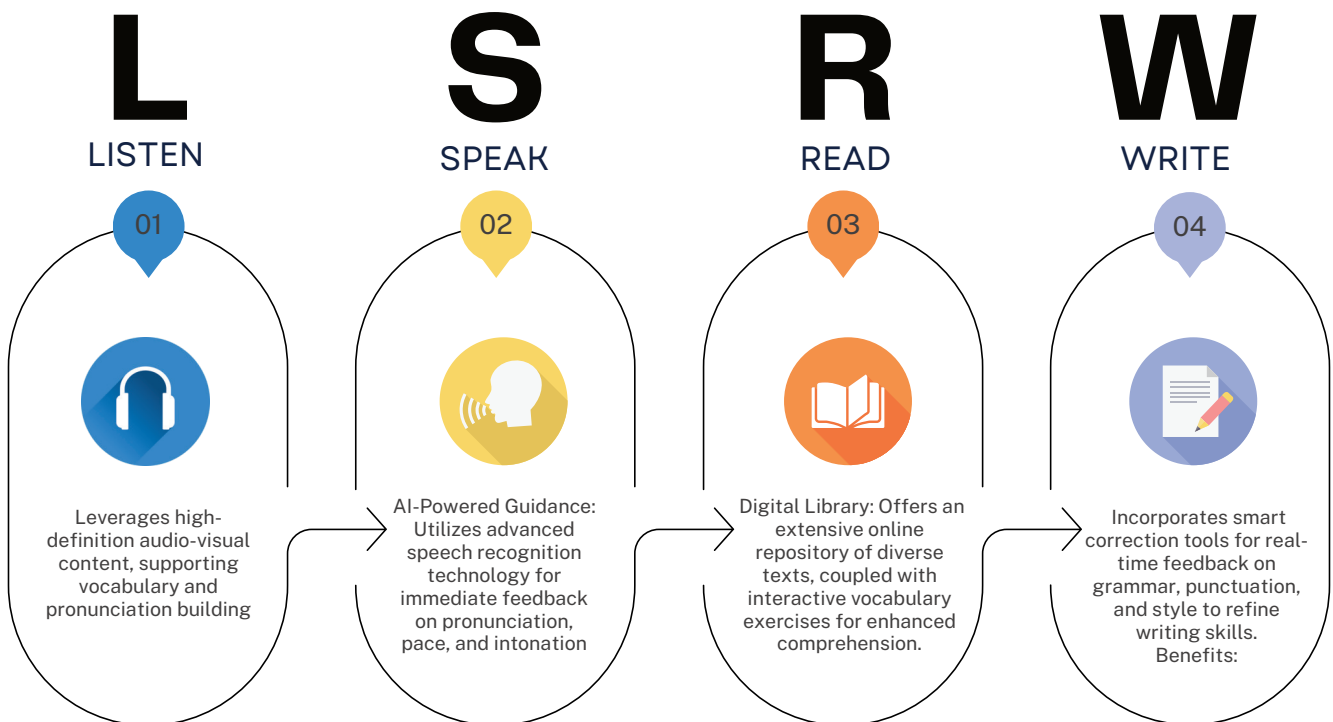 L
LISTEN
01
Leverages high-
definition audio-visual
content, supporting
vocabulary and
pronunciation building
S
SPEAK
02
AI-Powered Guidance:
Utilizes advanced
speech recognition
technology for
immediate feedback
on pronunciation,
pace, and intonation
R
READ
03
Digital Library: Offers an
extensive online
repository of diverse
texts, coupled with
interactive vocabulary
exercises for enhanced
comprehension.
W
WRITE
04
Incorporates smart
correction tools for real-
time feedback on
grammar, punctuation,
and style to refine
writing skills.
Benefits: